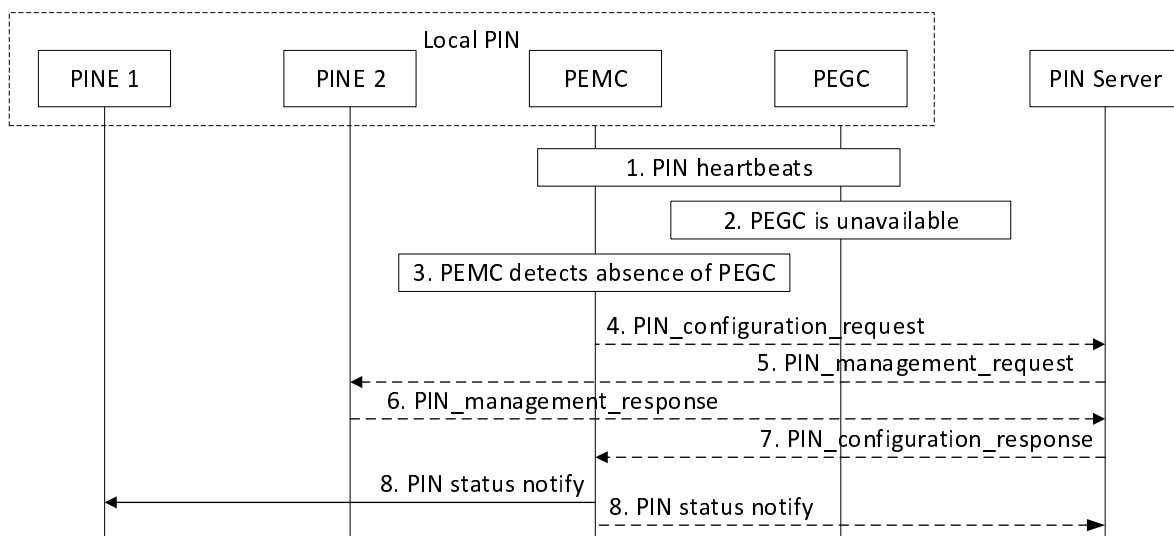 Local PIN
PINE 1
PINE 2
PEMC
PEGC
PIN Server
1. PIN heartbeats
2. PEGC is unavailable
3. PEMC detects absence of PEGC
4. PIN_configuration_request
5. PIN_management_request
6. PIN_management_response
7. PIN_configuration_response
8. PIN status notify
8. PIN status notify